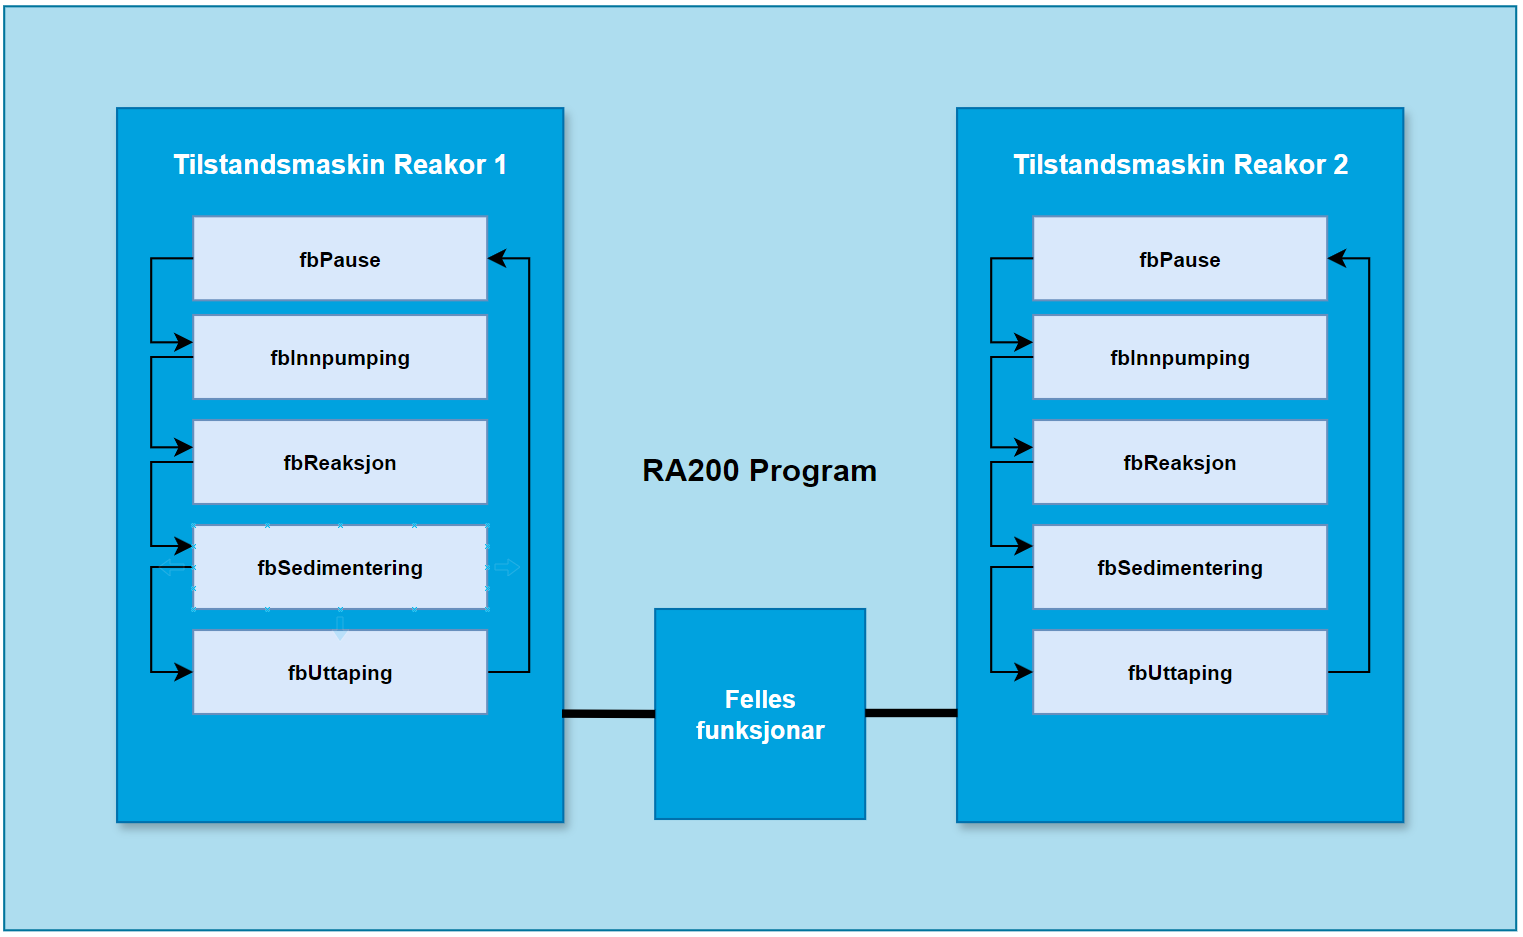 Tilstandsmaskin Reakor 1
fbPause
fbInnpumping
fbReaksjon
fbSedimentering
fbUttaping
RA200 Program
Felles
funksjonar
Tilstandsmaskin Reakor 2
fbPause
fbInnpumping
fbReaksjon
fbSedimentering
fbUttaping